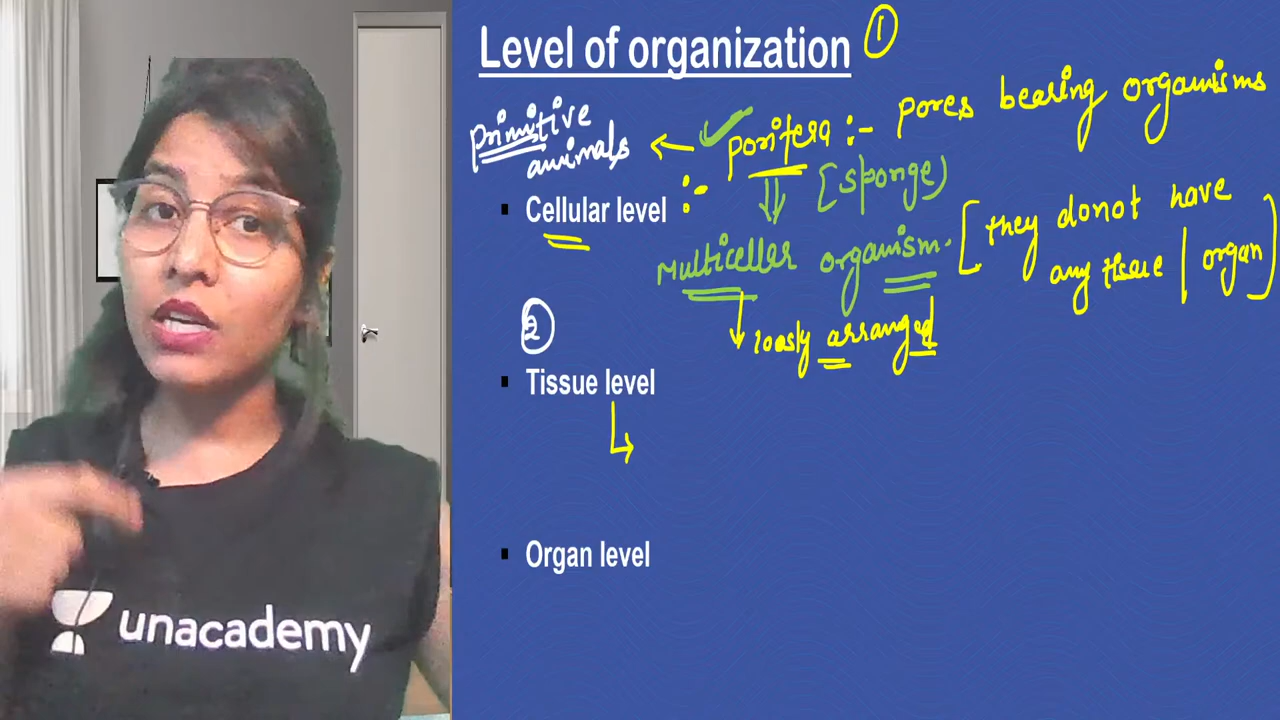 Level of organization ①
primitive animals ← porifera :- pores bearing organisms
[sponge)
▪ Cellular level :-
Multiceller organism. [they donot have
any tissue | organ]
loosly arranged
②
▪ Tissue level
▪ Organ level
unacademy